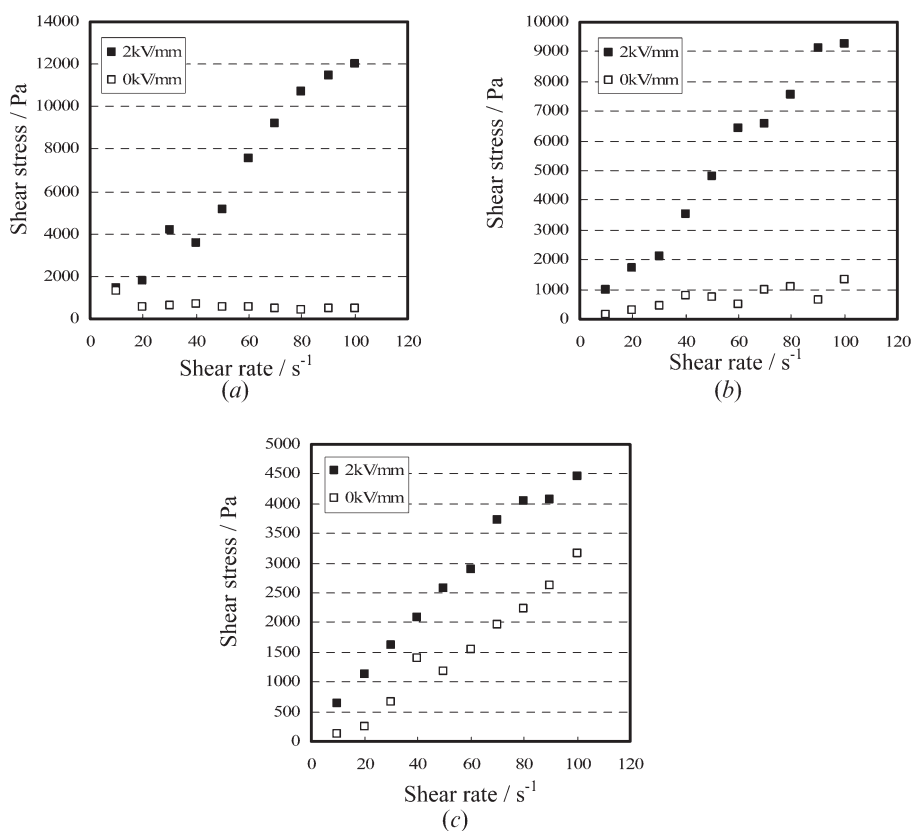 14000
12000
10000
8000
6000
4000
2000
0
Shear stress / Pa
2kV/mm
0kV/mm
0 20 40 60 80 100 120
Shear rate / s⁻¹
(a)
10000
9000
8000
7000
6000
5000
4000
3000
2000
1000
0
Shear stress / Pa
2kV/mm
0kV/mm
0 20 40 60 80 100 120
Shear rate / s⁻¹
(b)
5000
4500
4000
3500
3000
2500
2000
1500
1000
500
0
Shear stress / Pa
2kV/mm
0kV/mm
0 20 40 60 80 100 120
Shear rate / s⁻¹
(c)